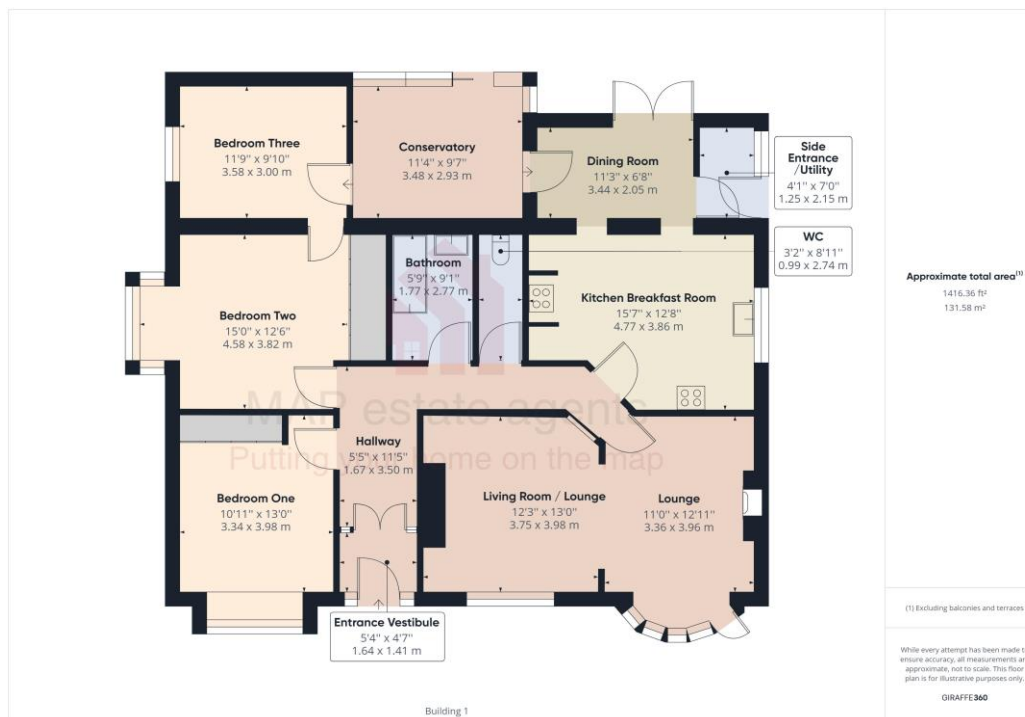 Bedroom Three
11'9" x 9'10"
3.58 x 3.00 m
Conservatory
11'4" x 9'7"
3.48 x 2.93 m
Dining Room
11'3" x 6'8"
3.44 x 2.05 m
Side
Entrance
/Utility
4'1" x 7'0"
1.25 x 2.15 m
WC
3'2" x 8'11"
0.99 x 2.74 m
Bathroom
5'9" x 9'1"
1.77 x 2.77 m
Bedroom Two
15'0" x 12'6"
4.58 x 3.82 m
Kitchen Breakfast Room
15'7" x 12'8"
4.77 x 3.86 m
MAP estate agents
Putting your home on the map
Hallway
5'5" x 11'5"
1.67 x 3.50 m
Bedroom One
10'11" x 13'0"
3.34 x 3.98 m
Living Room / Lounge
12'3" x 13'0"
3.75 x 3.98 m
Lounge
11'0" x 12'11"
3.36 x 3.96 m
Entrance Vestibule
5'4" x 4'7"
1.64 x 1.41 m
Building 1
Approximate total area(1)
1416.36 ft²
131.58 m²
(1) Excluding balconies and terraces
While every attempt has been made t
ensure accuracy, all measurements ar
approximate, not to scale. This floor
plan is for illustrative purposes only.
GIRAFFE360